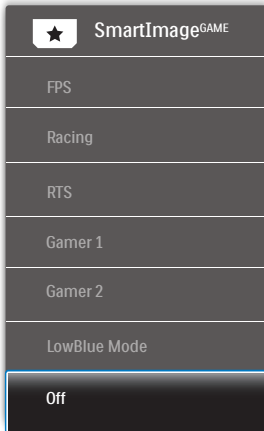 SmartImageGAME
FPS
Racing
RTS
Gamer 1
Gamer 2
LowBlue Mode
Off